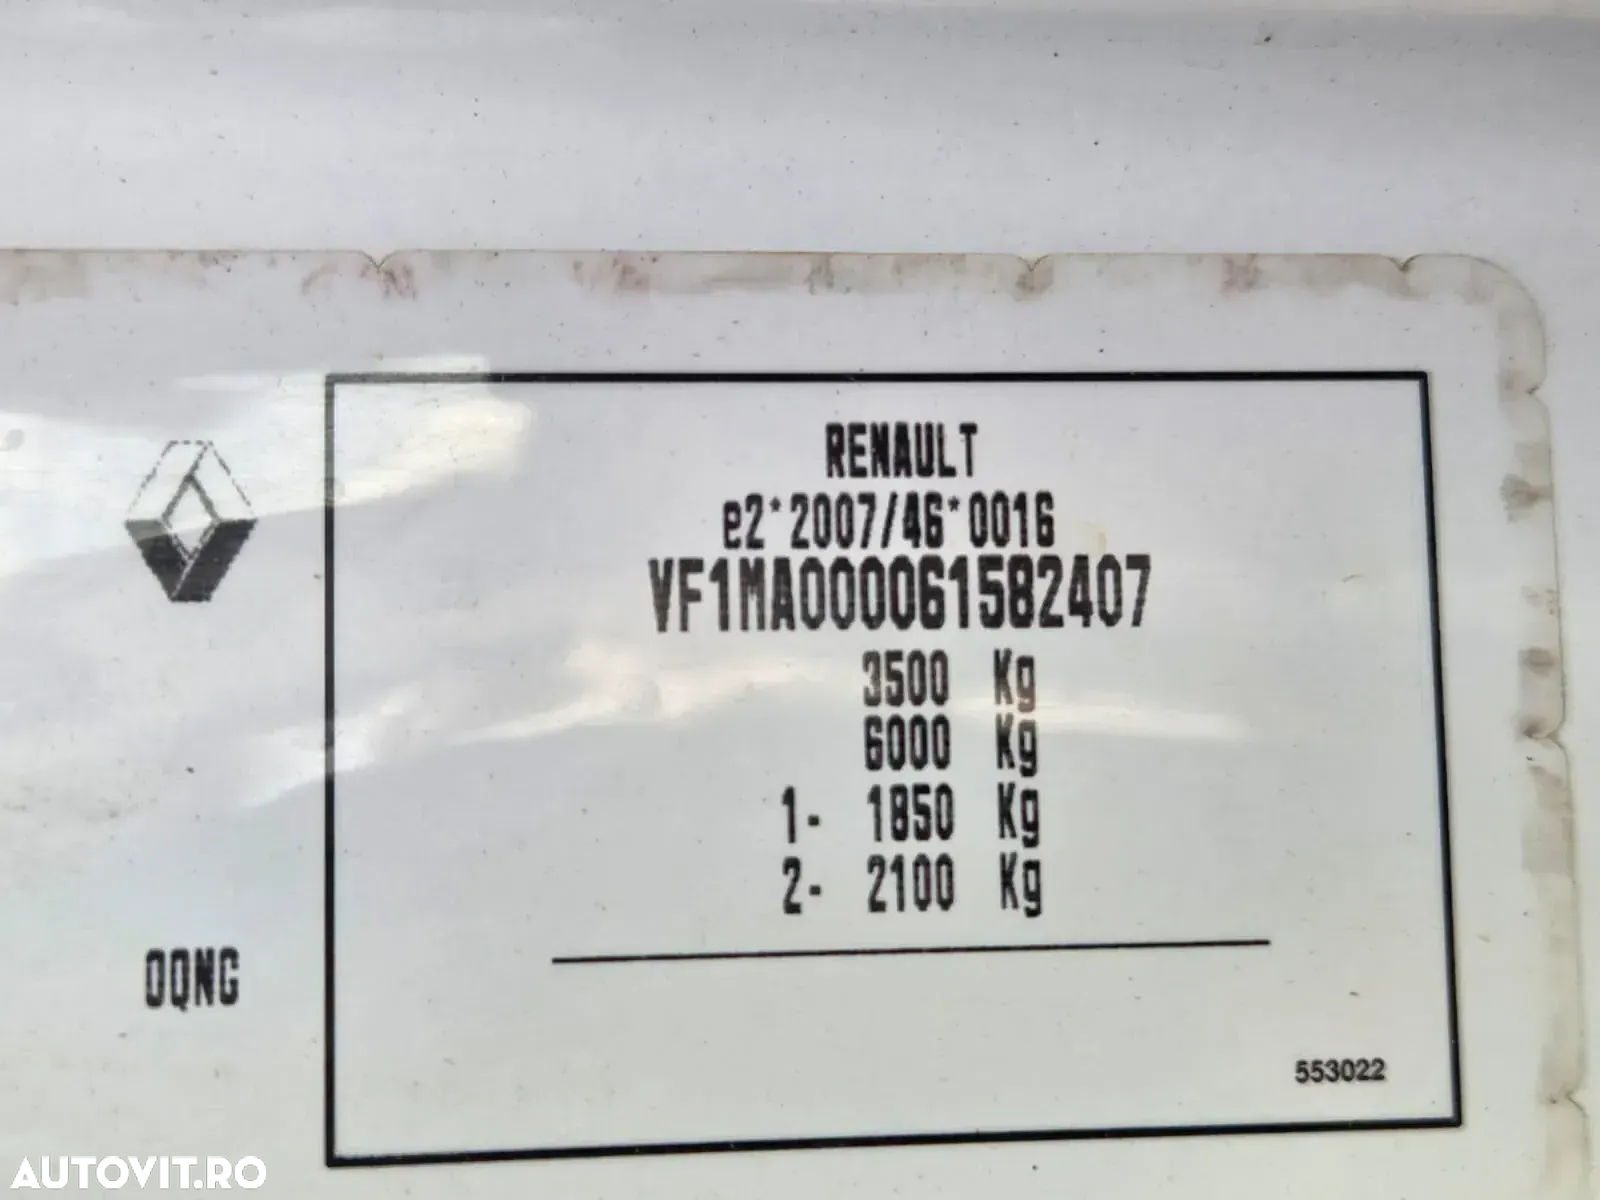 RENAULT
e2*2007/46*0016
VF1MA000061582407
3500 Kg
6000 Kg
1- 1850 Kg
2- 2100 Kg
0QNG
553022
AUTOVIT.RO